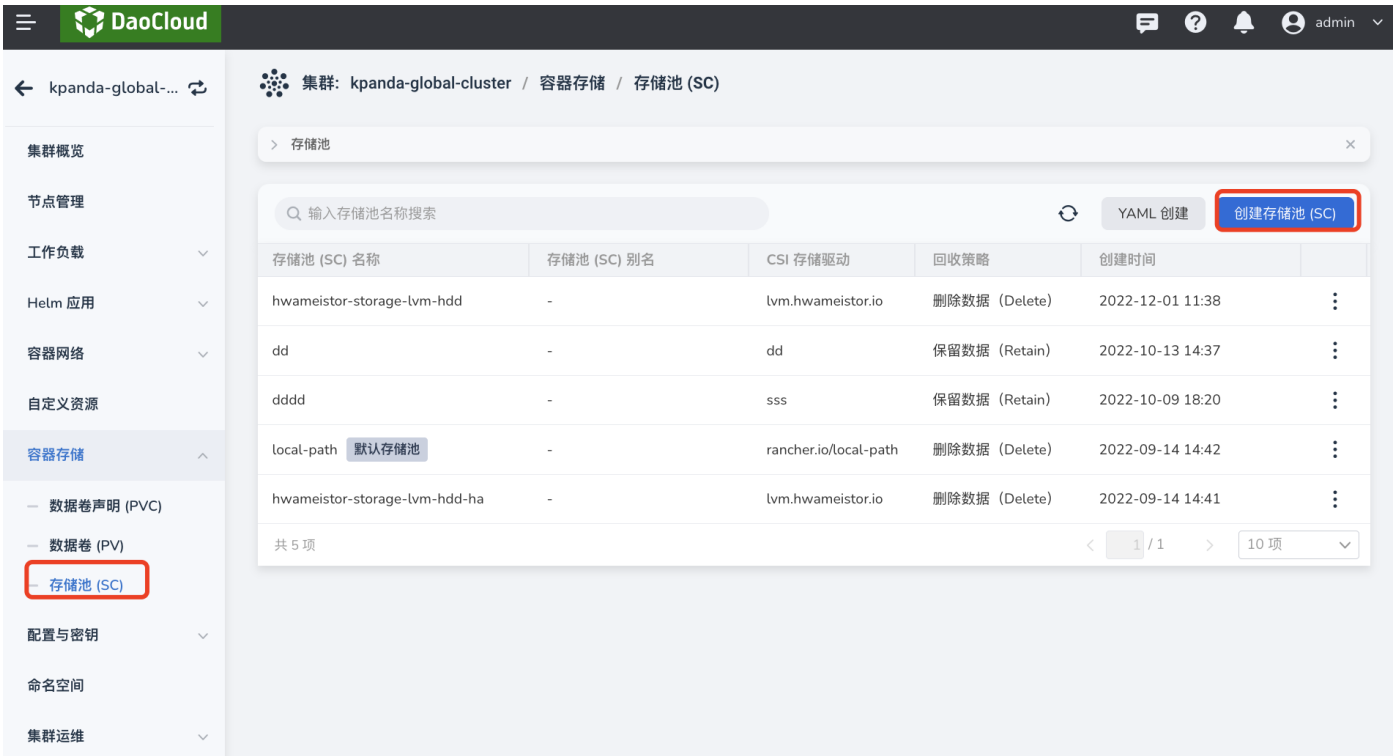 DaoCloud
admin
kpanda-global-...
集群: kpanda-global-cluster / 容器存储 / 存储池 (SC)
集群概览
节点管理
工作负载
Helm 应用
容器网络
自定义资源
容器存储
数据卷声明 (PVC)
数据卷 (PV)
存储池 (SC)
配置与密钥
命名空间
集群运维
存储池
输入存储池名称搜索
YAML 创建
创建存储池 (SC)
存储池 (SC) 名称 存储池 (SC) 别名 CSI 存储驱动 回收策略 创建时间
hwameistor-storage-lvm-hdd - lvm.hwameistor.io 删除数据（Delete） 2022-12-01 11:38
dd - dd 保留数据（Retain） 2022-10-13 14:37
dddd - sss 保留数据（Retain） 2022-10-09 18:20
local-path 默认存储池 - rancher.io/local-path 删除数据（Delete） 2022-09-14 14:42
hwameistor-storage-lvm-hdd-ha - lvm.hwameistor.io 删除数据（Delete） 2022-09-14 14:41
共 5 项
1 / 1
10 项